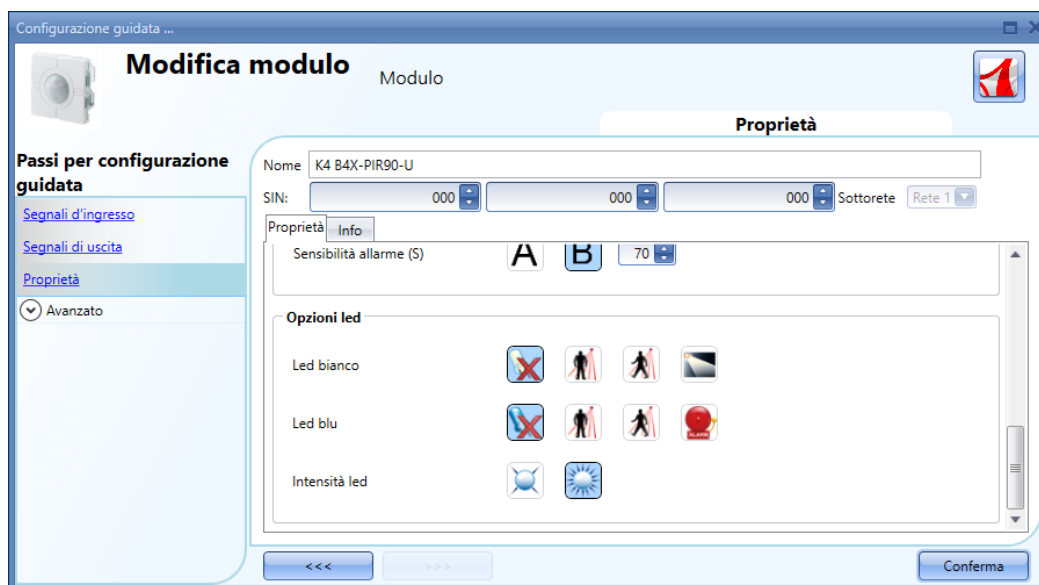 Configurazione guidata ...
Modifica modulo
Modulo
Proprietà
Passi per configurazione guidata
Segnali d'ingresso
Segnali di uscita
Proprietà
Avanzato
Nome K4 B4X-PIR90-U
SIN: 000 000 000 Sottorete Rete 1
Proprietà Info
Sensibilità allarme (S) A B 70
Opzioni led
Led bianco
Led blu
ALARM
Intensità led
<<< >>> Conferma